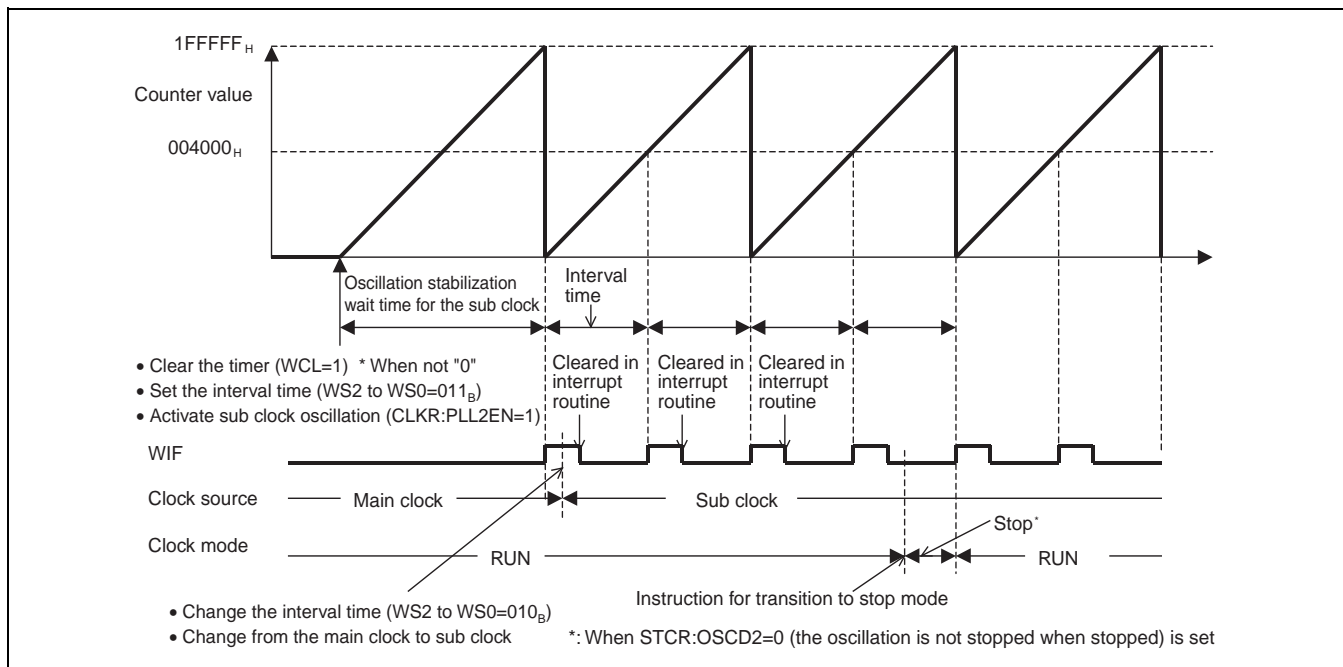 1FFFFFH
Counter value
004000H
Oscillation stabilization
wait time for the sub clock
Interval
time
• Clear the timer (WCL=1) * When not "0"
• Set the interval time (WS2 to WS0=011B)
• Activate sub clock oscillation (CLKR:PLL2EN=1)
Cleared in
interrupt
routine
Cleared in
interrupt
routine
Cleared in
interrupt
routine
WIF
Clock source
Main clock
Sub clock
Clock mode
RUN
Stop*
RUN
• Change the interval time (WS2 to WS0=010B)
• Change from the main clock to sub clock
Instruction for transition to stop mode
*: When STCR:OSCD2=0 (the oscillation is not stopped when stopped) is set